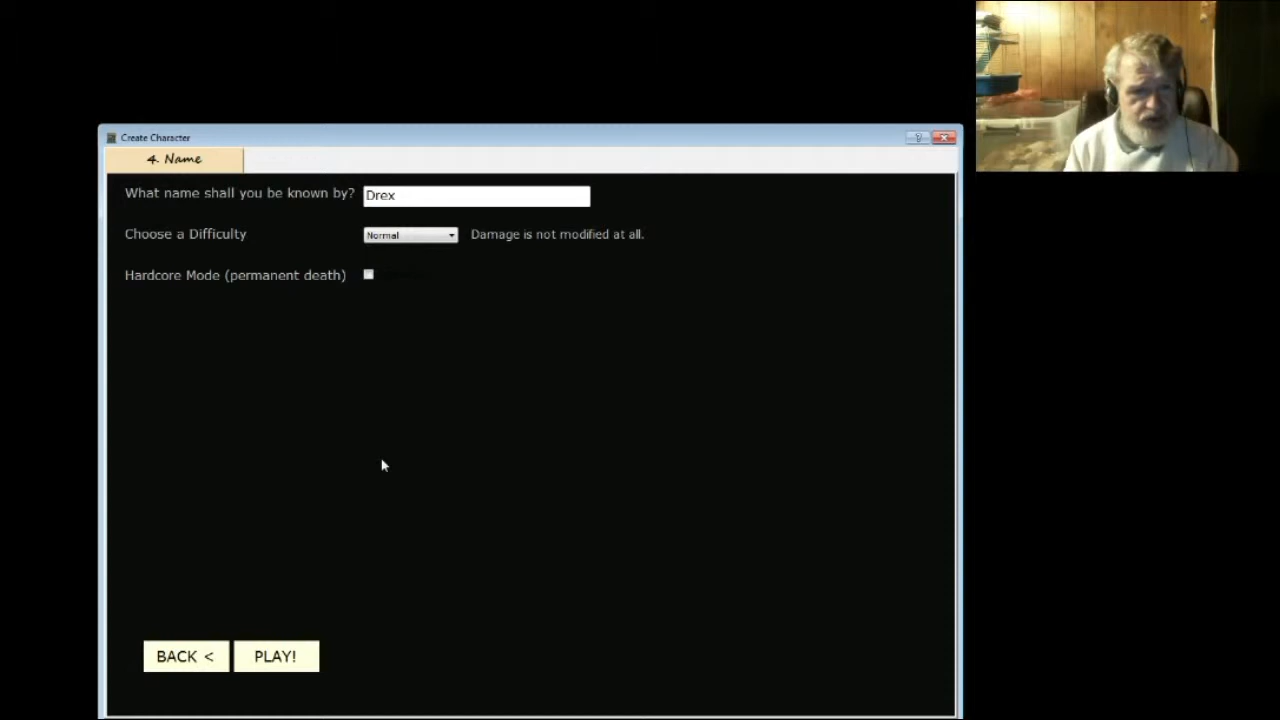 Create Character
4. Name
What name shall you be known by? Drex
Choose a Difficulty Normal Damage is not modified at all.
Hardcore Mode (permanent death)
BACK < PLAY!